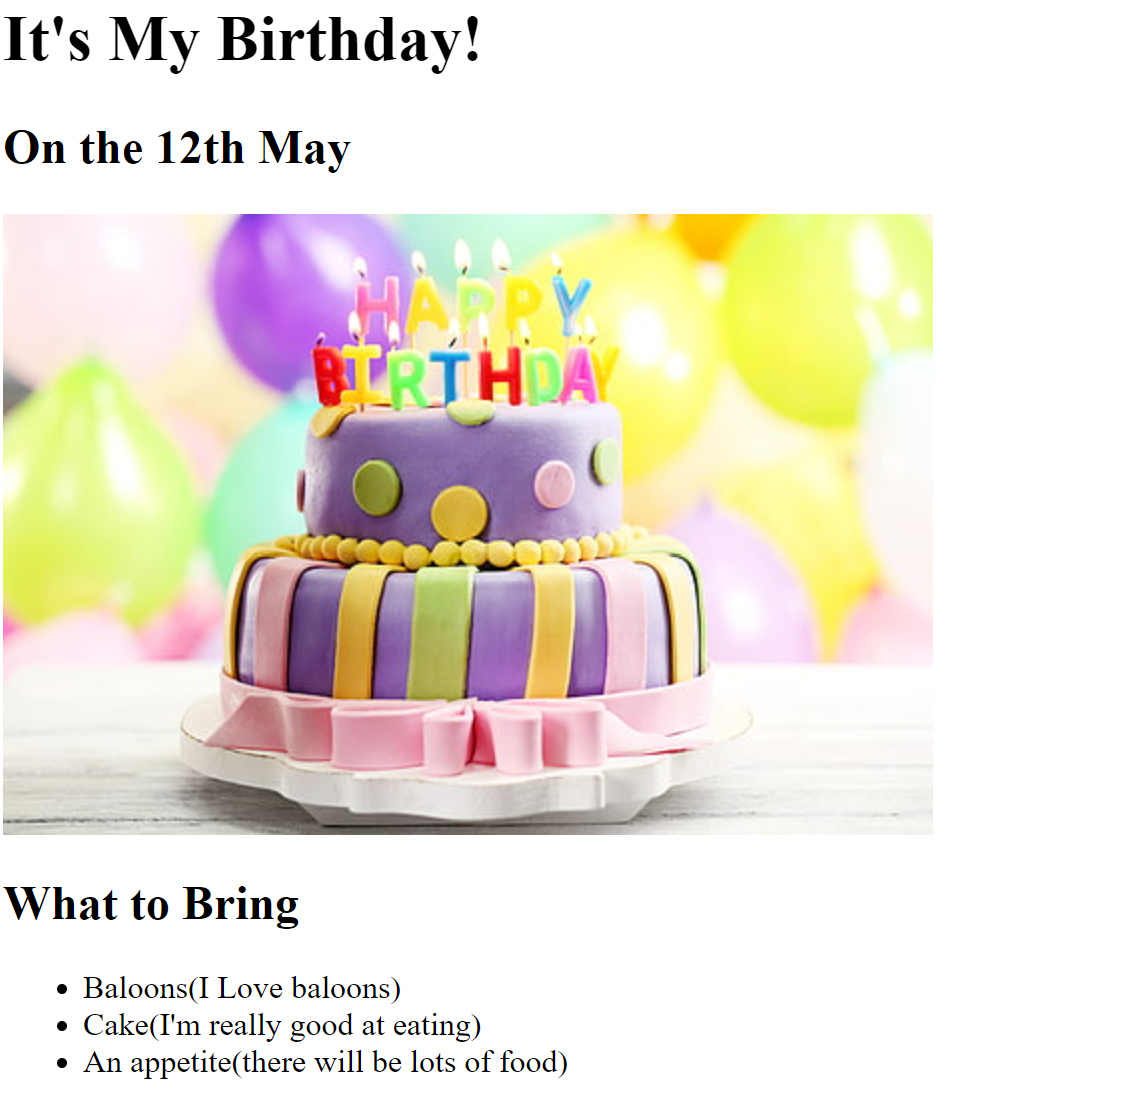 It's My Birthday!
On the 12th May
HAPPY
BIRTHDAY
What to Bring
Baloons(I Love baloons)
Cake(I'm really good at eating)
An appetite(there will be lots of food)